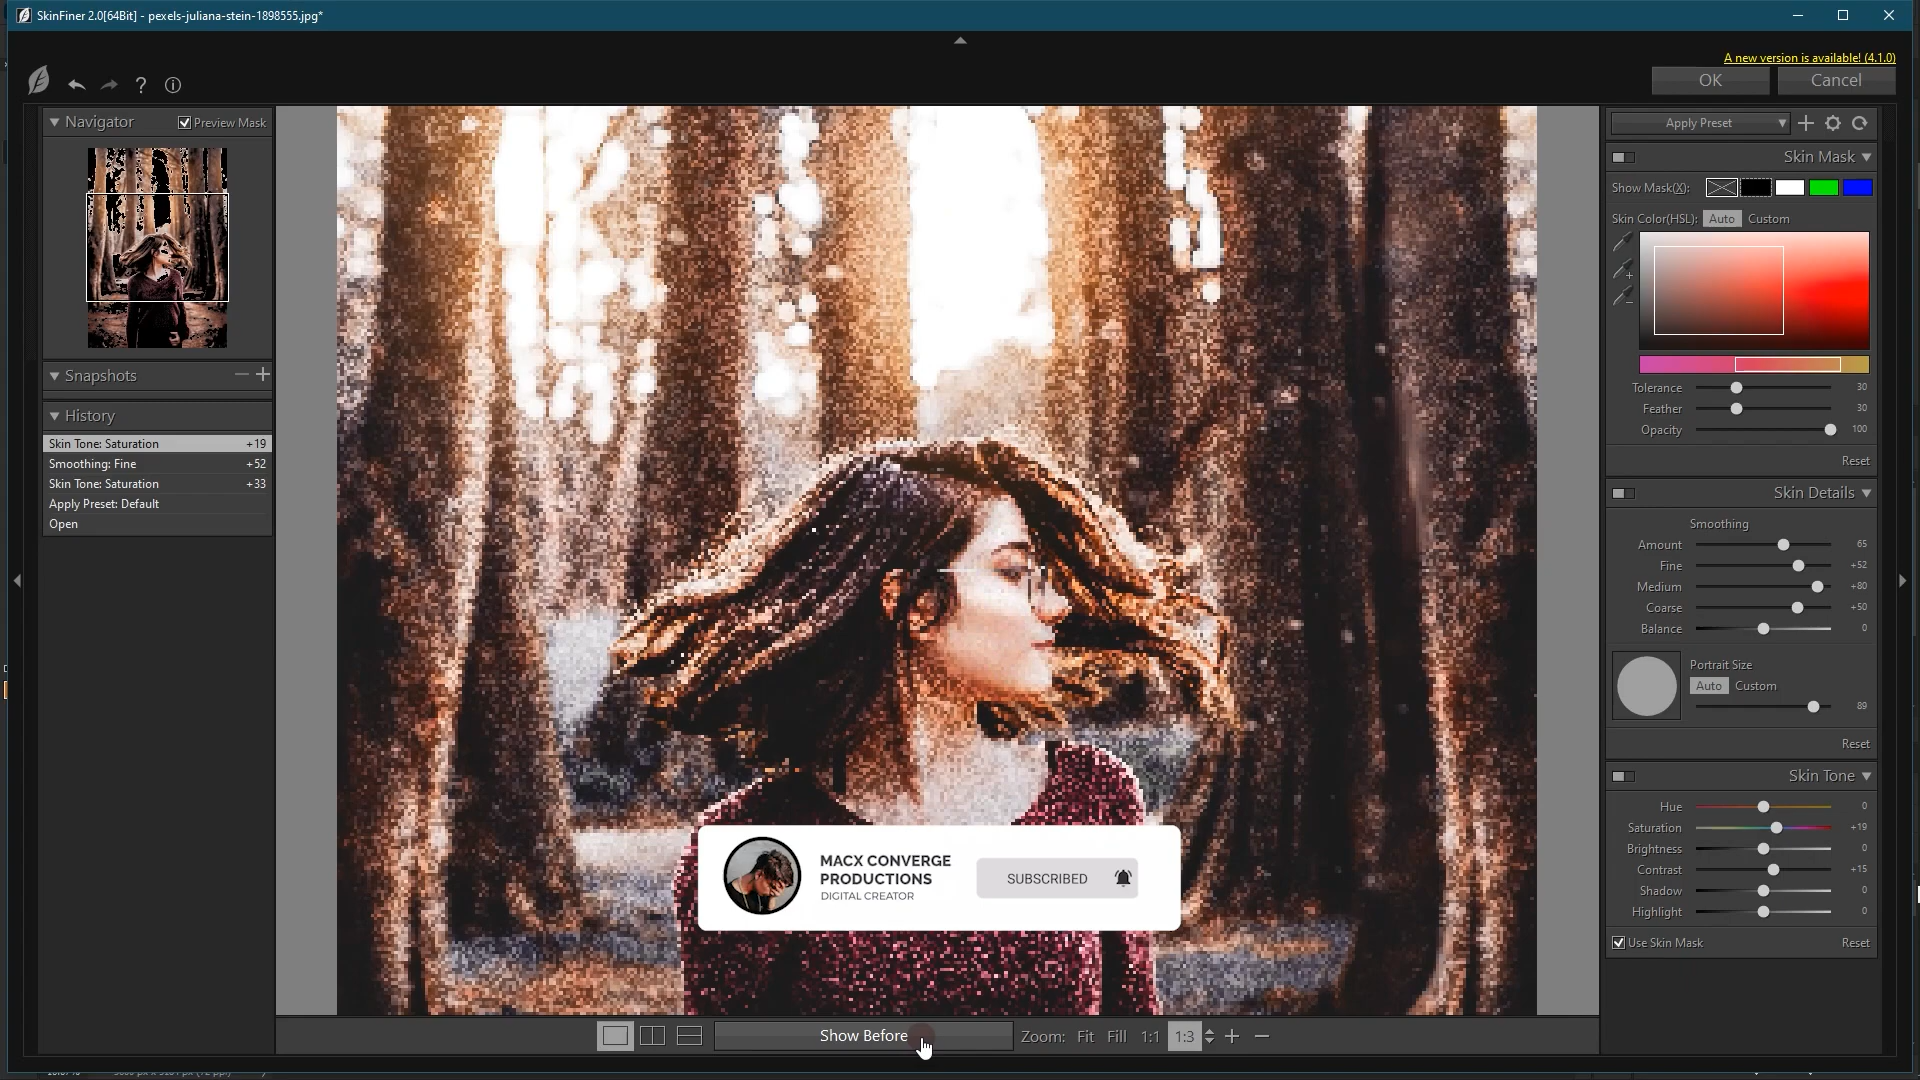 SkinFiner 2.0[64Bit] - pexels-juliana-stein-1898555.jpg*
A new version is available! (4.1.0)
OK
Cancel
Navigator
Preview Mask
Snapshots
History
Skin Tone: Saturation +19
Smoothing: Fine +52
Skin Tone: Saturation +33
Apply Preset: Default
Open
MACX CONVERGE
PRODUCTIONS
DIGITAL CREATOR
SUBSCRIBED
Show Before
Zoom: Fit Fill 1:1 1:3
Apply Preset
Skin Mask
Show Mask(X):
Skin Color(HSL): Auto Custom
Tolerance 30
Feather 30
Opacity 100
Reset
Skin Details
Smoothing
Amount 65
Fine +52
Medium +80
Coarse +50
Balance 0
Portrait Size
Auto Custom
89
Reset
Skin Tone
Hue 0
Saturation +19
Brightness 0
Contrast +15
Shadow 0
Highlight 0
Use Skin Mask Reset